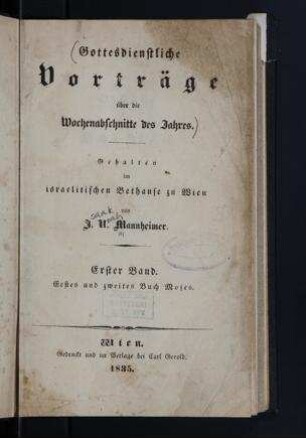 (Gottesdienstliche
Vorträge
über die
Wochenabschnitte des Jahres.)
Gehalten
im
israelitischen Bethause zu Wien
von
J. N. Mannheimer.
Erster Band.
Erstes und zweites Buch Moses.
Wien.
Gedruckt und im Verlage bei Carl Gerold.
1835.